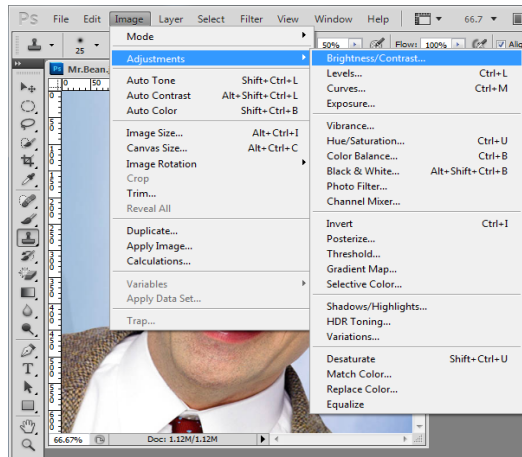 Ps File Edit Image Layer Select Filter View Window Help 66.7
25 50% Flow: 100%
Mr.Bean.
0 50
Mode
Adjustments
Auto Tone Shift+Ctrl+L
Auto Contrast Alt+Shift+Ctrl+L
Auto Color Shift+Ctrl+B
Image Size... Alt+Ctrl+I
Canvas Size... Alt+Ctrl+C
Image Rotation
Crop
Trim...
Reveal All
Duplicate...
Apply Image...
Calculations...
Variables
Apply Data Set...
Trap...
Brightness/Contrast...
Levels... Ctrl+L
Curves... Ctrl+M
Exposure...
Vibrance...
Hue/Saturation... Ctrl+U
Color Balance... Ctrl+B
Black & White... Alt+Shift+Ctrl+B
Photo Filter...
Channel Mixer...
Invert Ctrl+I
Posterize...
Threshold...
Gradient Map...
Selective Color...
Shadows/Highlights...
HDR Toning...
Variations...
Desaturate Shift+Ctrl+U
Match Color...
Replace Color...
Equalize
66.67% Doc: 1.12M/1.12M